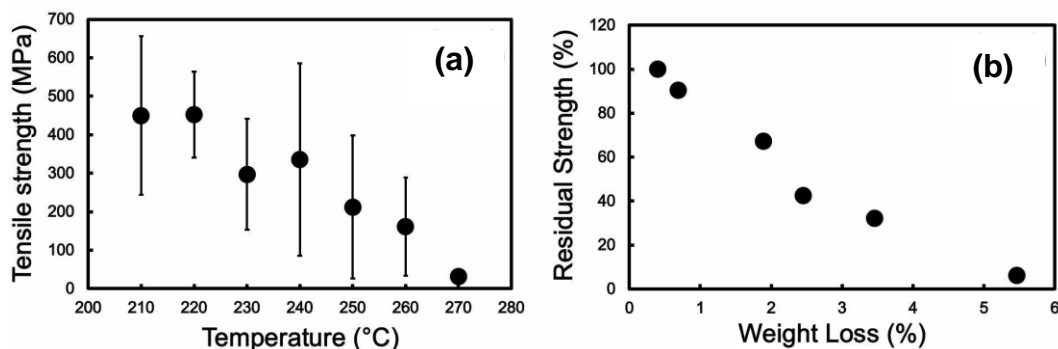 (a)
Tensile strength (MPa)
700
600
500
400
300
200
100
0
200 210 220 230 240 250 260 270 280
Temperature (°C)
(b)
Residual Strength (%)
120
100
80
60
40
20
0
0 1 2 3 4 5 6
Weight Loss (%)